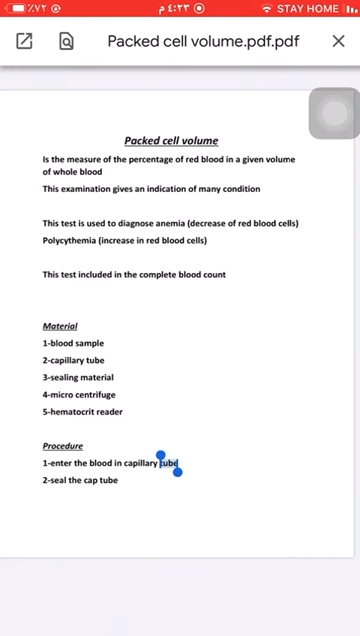 ٪٧٢ ٤:٢٣ م STAY HOME
Packed cell volume.pdf.pdf
Packed cell volume
Is the measure of the percentage of red blood in a given volume
of whole blood
This examination gives an indication of many condition
This test is used to diagnose anemia (decrease of red blood cells)
Polycythemia (increase in red blood cells)
This test included in the complete blood count
Material
1-blood sample
2-capillary tube
3-sealing material
4-micro centrifuge
5-hematocrit reader
Procedure
1-enter the blood in capillary tube
2-seal the cap tube